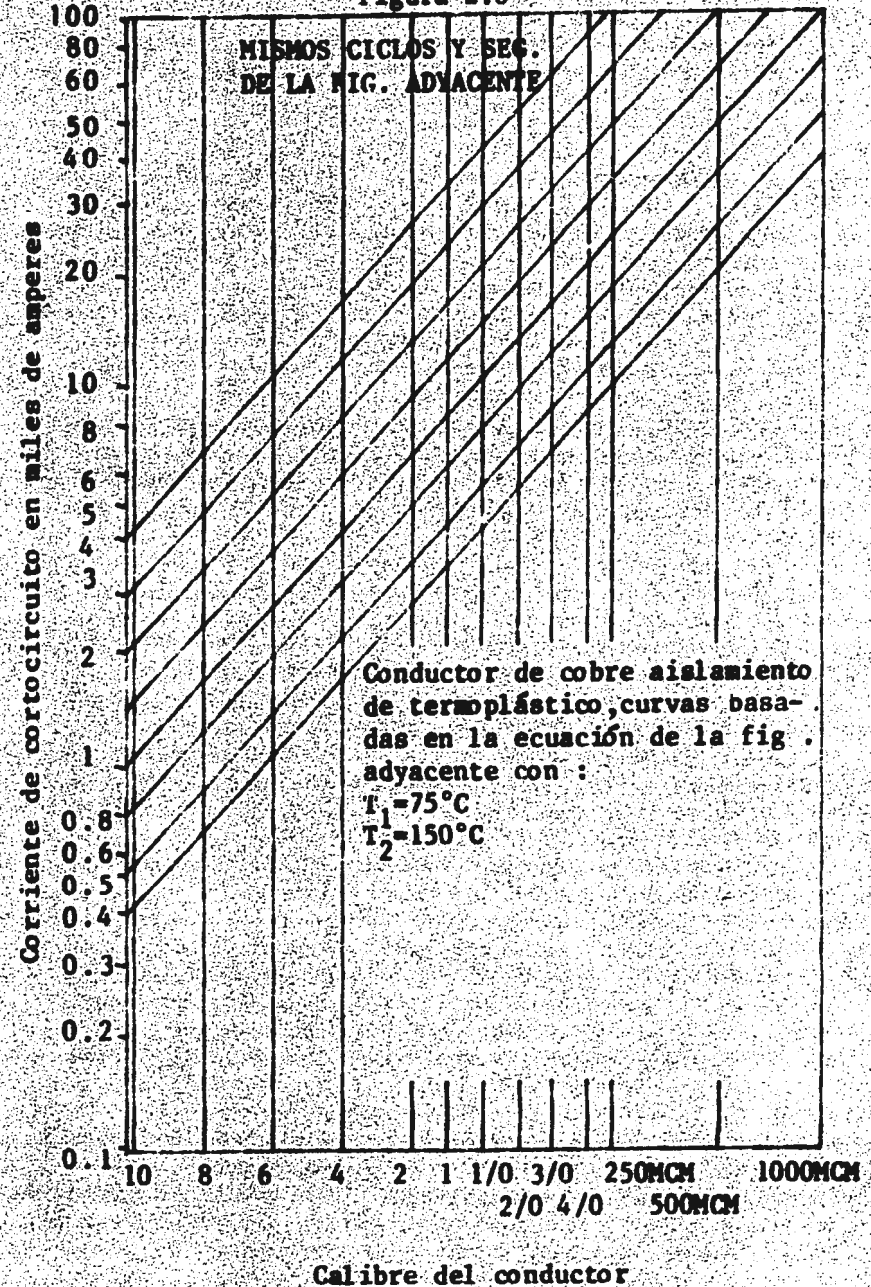 100
MISMOS CICLOS Y SEG.
DE LA FIG. ADYACENTE
80
60
50
40
30
20
10
8
6
5
4
3
2
1
0.8
0.6
0.5
0.4
0.3
0.2
0.1
Corriente de cortocircuito en miles de amperes
Conductor de cobre aislamiento
de termoplástico,curvas basa-
das en la ecuación de la fig .
adyacente con :
T1=75°C
T2=150°C
10 8 6 4 2 1 1/0 3/0 250MCM 1000MCM
2/0 4/0 500MCM
Calibre del conductor